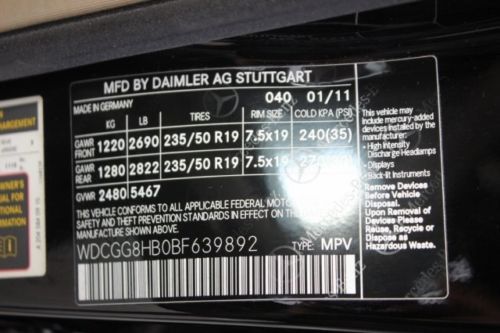 MFD BY DAIMLER AG STUTTGART
MADE IN GERMANY 040 01/11
KG LB TIRES RIM SIZE COLD KPA (PSI)
GAWR FRONT 1220 2690 235/50 R19 7.5x19 240(35)
GAWR REAR 1280 2822 235/50 R19 7.5x19
GVWR 2480 5467
THIS VEHICLE CONFORMS TO ALL APPLICABLE FEDERAL MOTOR
SAFETY AND THEFT PREVENTION STANDARDS IN EFFECT ON THE
DATE OF MANUFACTURE SHOWN ABOVE
WDCGG8HB0BF639892 TYPE: MPV
This vehicle may
include mercury-added
devices installed by the
manufacturer:
- High Intensity
Discharge Headlamps
- Displays
- Back-lit Instruments
Remove Devices
Before Vehicle
Disposal.
Upon Removal of
Devices Please
Reuse, Recycle
or Dispose as
Hazardous Waste.